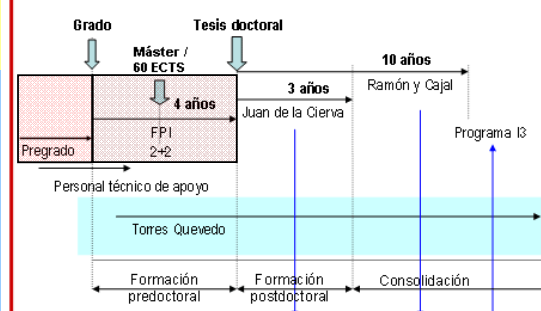 Grado
Tesis doctoral
Máster /
60 ECTS
10 años
4 años
3 años
Ramón y Cajal
Juan de la Cierva
FPI
2+2
Programa I3
Pregrado
Personal técnico de apoyo
Torres Quevedo
Formación
predoctoral
Formación
postdoctoral
Consolidación